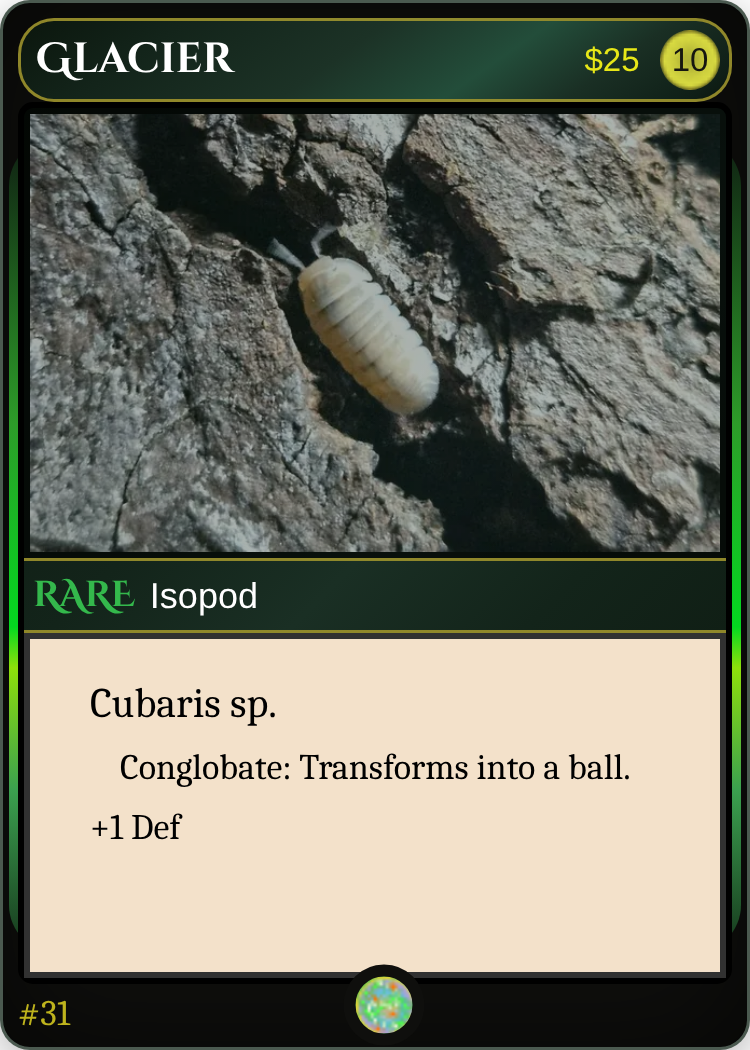 Glacier $25 10
RARE Isopod
Cubaris sp.
Conglobate: Transforms into a ball.
+1 Def
#31